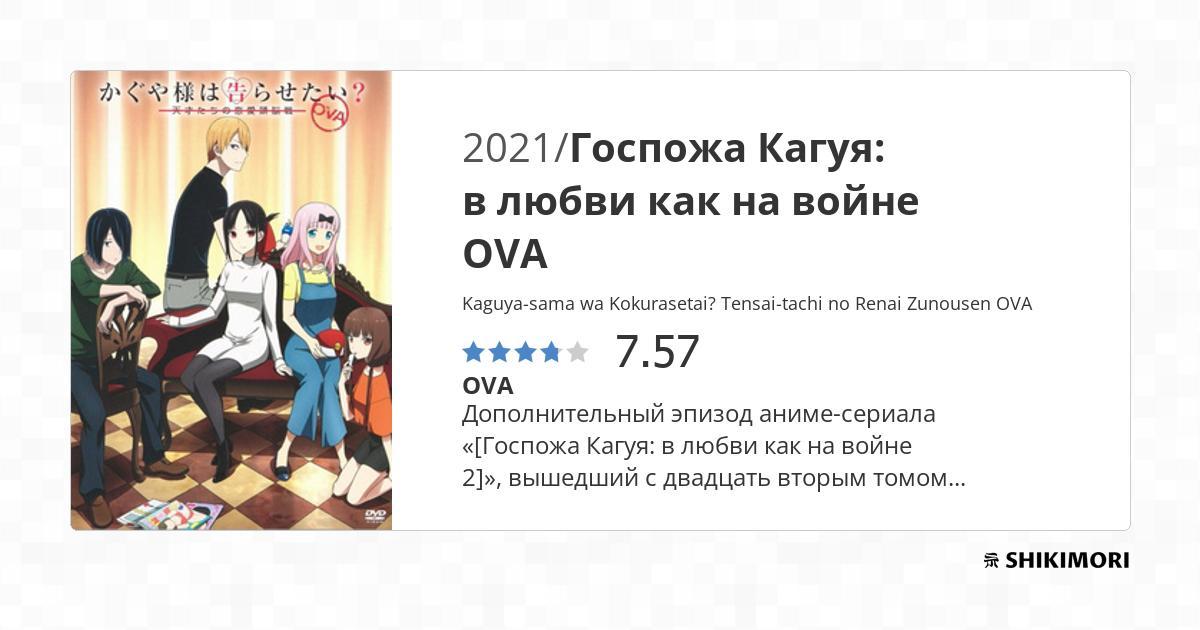 かぐや様は告らせたい?
天才たちの恋愛頭脳戦
OVA
DVD
2021/Госпожа Кагуя:
в любви как на войне
OVA
Kaguya-sama wa Kokurasetai? Tensai-tachi no Renai Zunousen OVA
7.57
OVA
Дополнительный эпизод аниме-сериала
«[Госпожа Кагуя: в любви как на войне
2]», вышедший с двадцать вторым томом...
SHIKIMORI